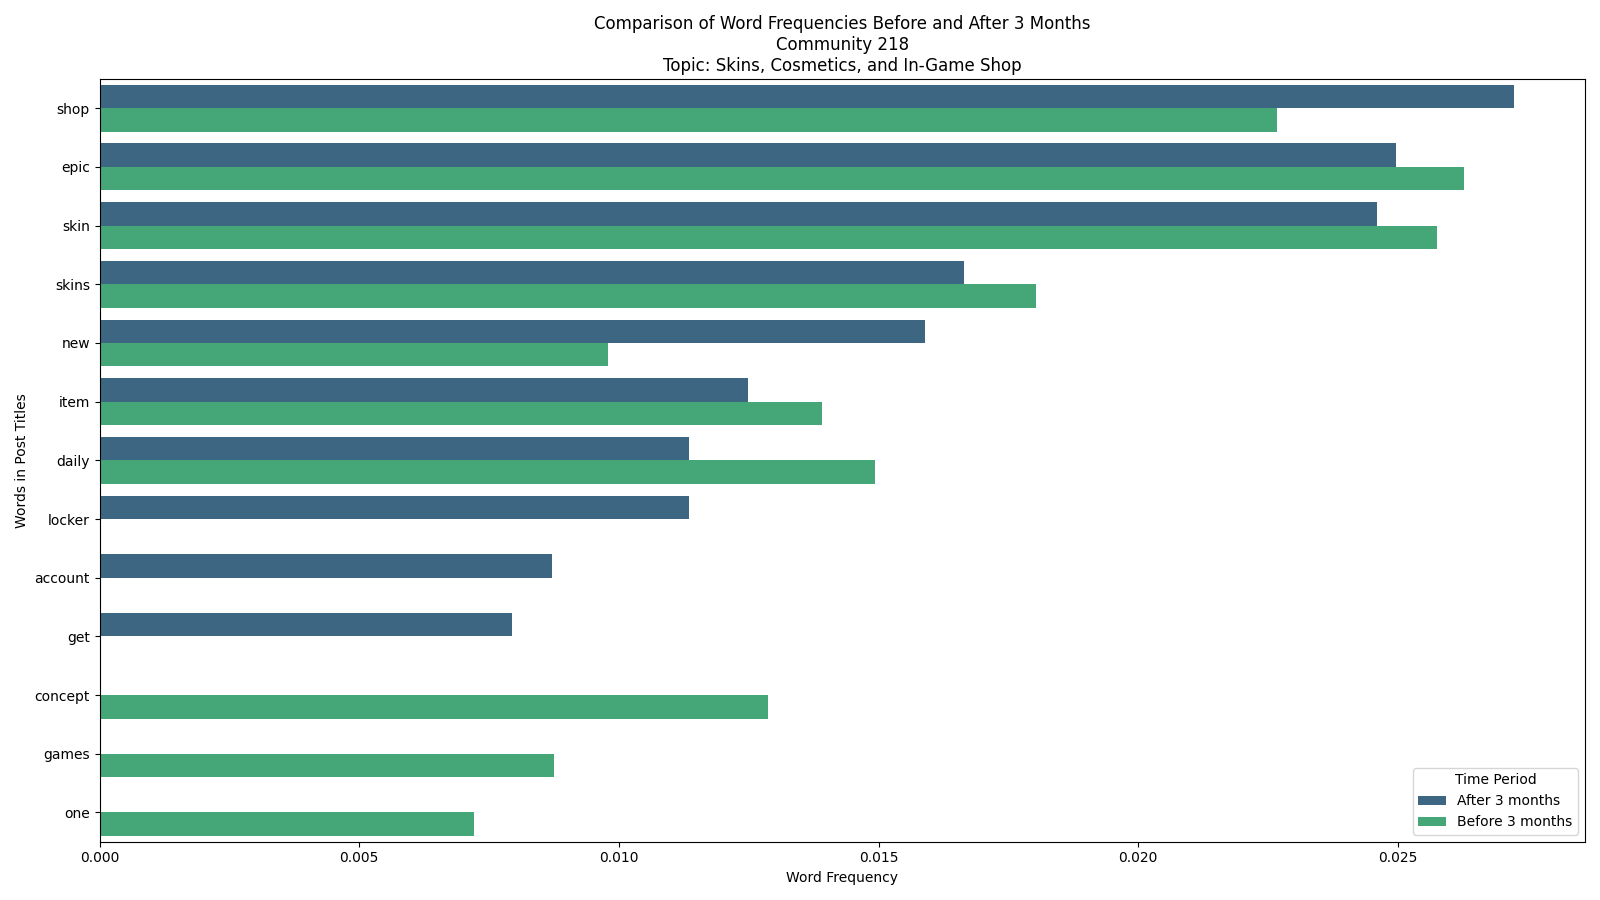 Comparison of Word Frequencies Before and After 3 Months
Community 218
Topic: Skins, Cosmetics, and In-Game Shop
Words in Post Titles
shop
epic
skin
skins
new
item
daily
locker
account
get
concept
games
one
Time Period
After 3 months
Before 3 months
0.000 0.005 0.010 0.015 0.020 0.025
Word Frequency